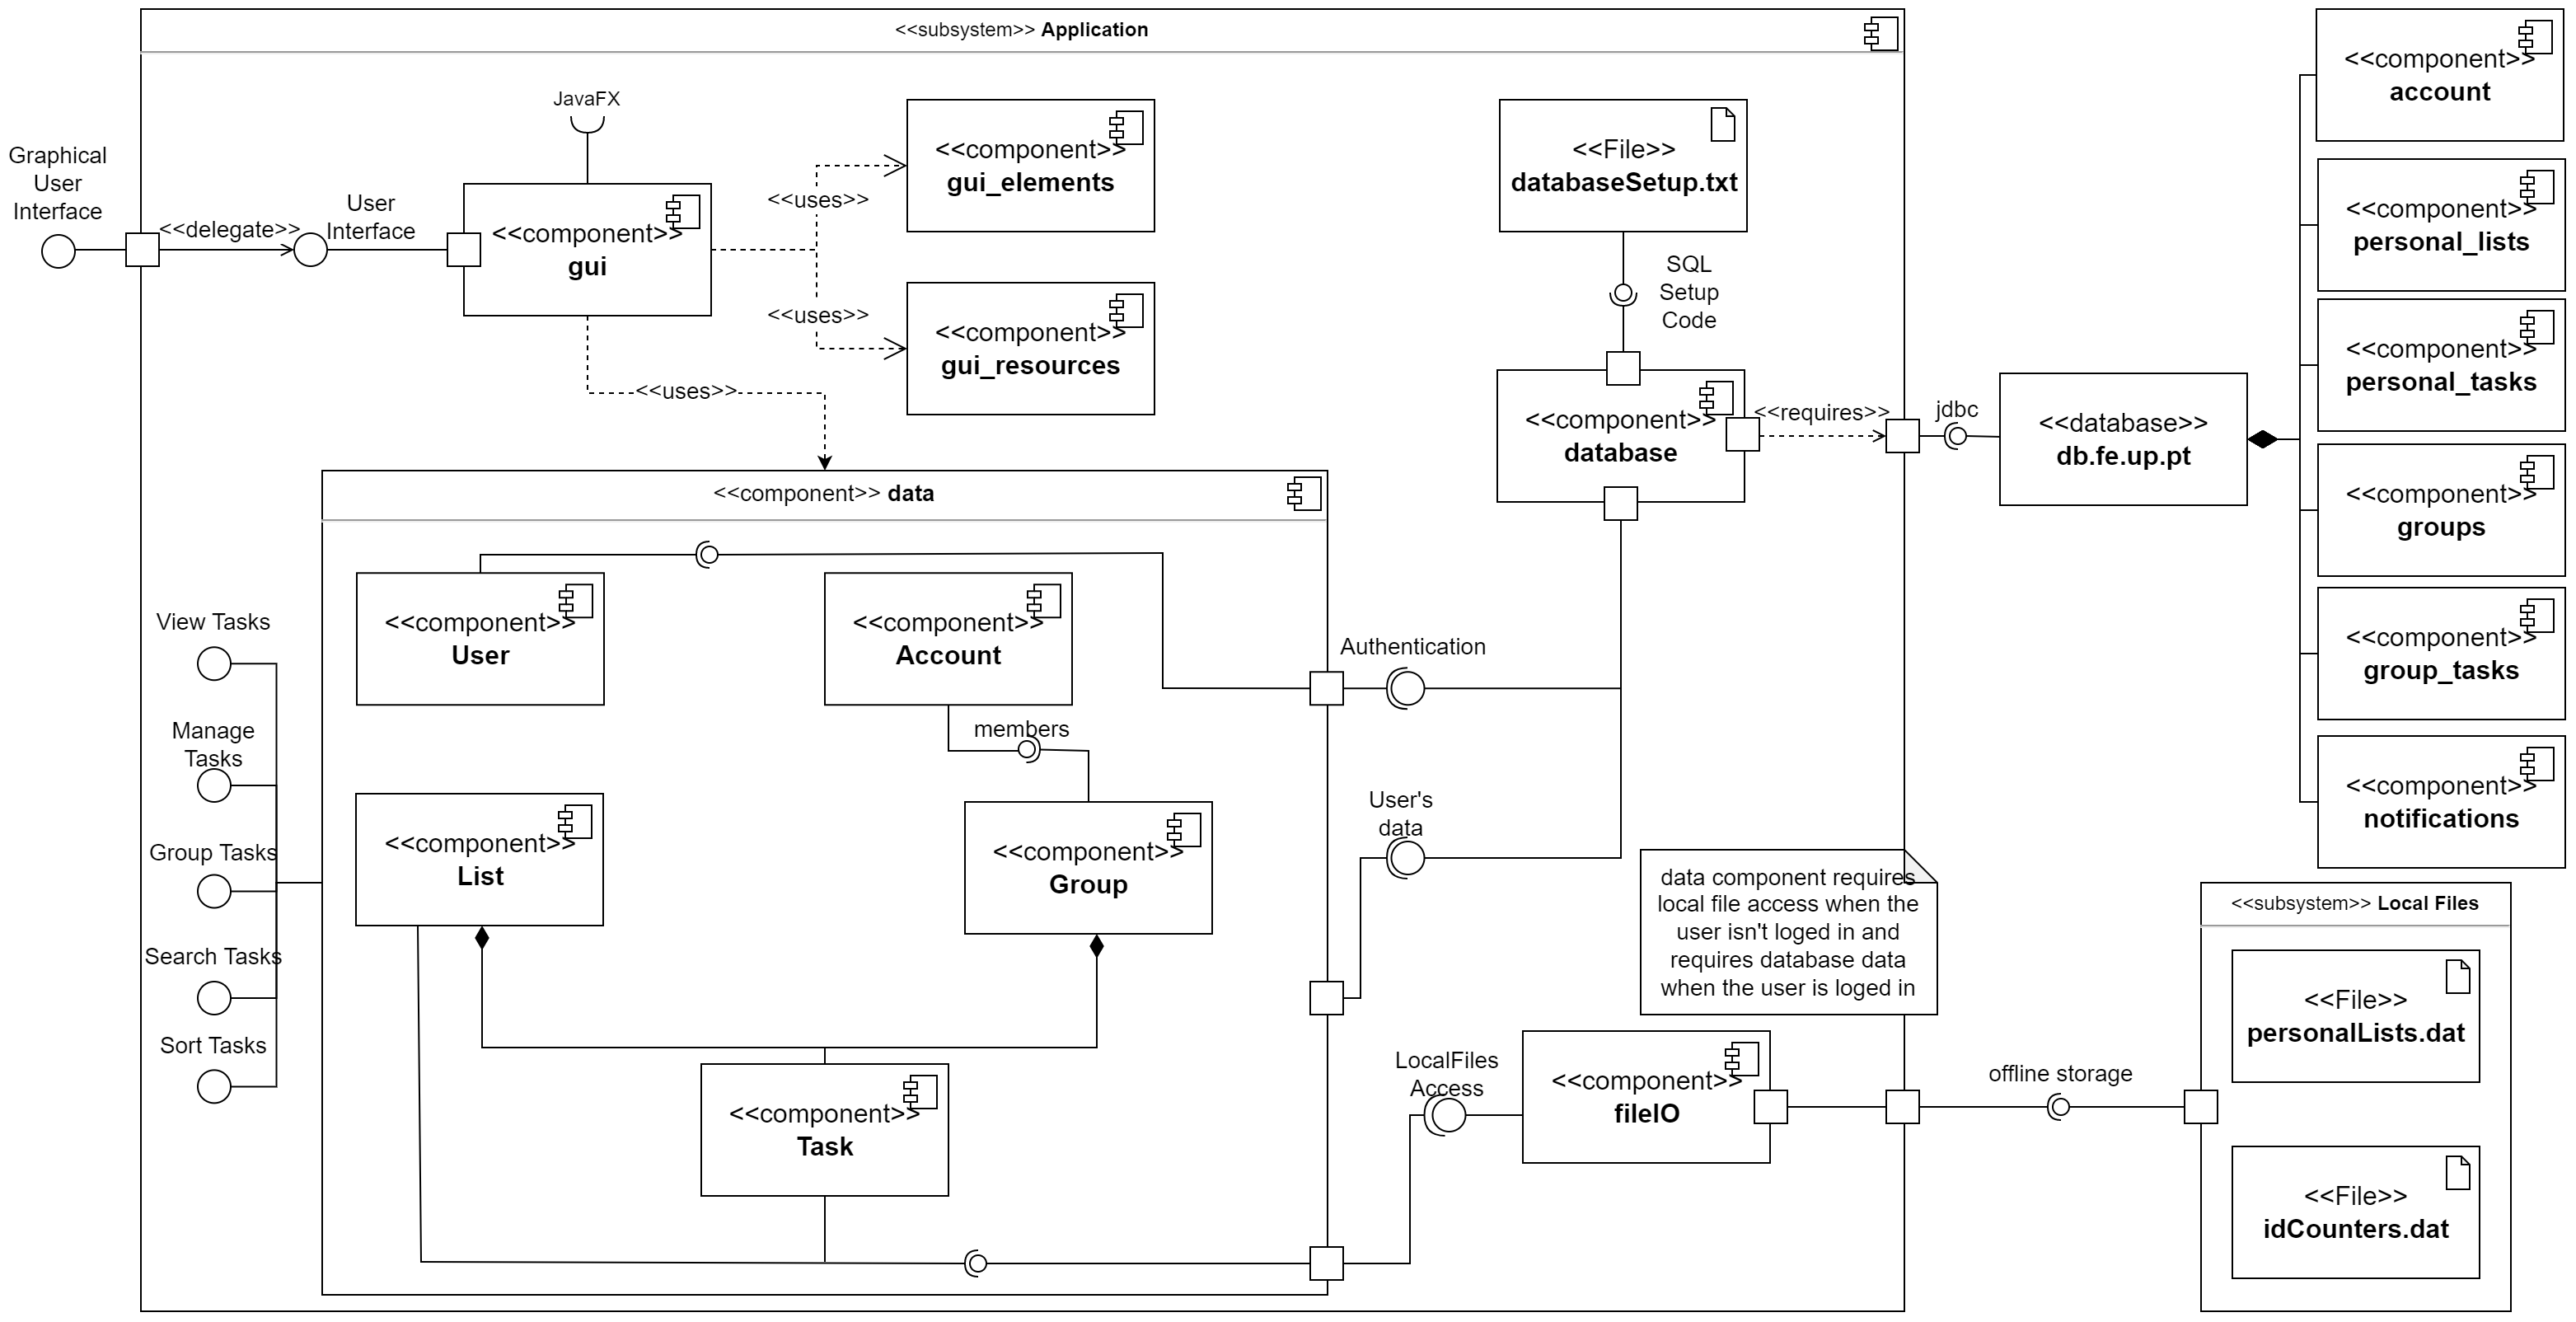 <<subsystem>> Application
JavaFX
Graphical
User
Interface
<<delegate>>
User
Interface
<<component>>
gui
<<uses>>
<<uses>>
<<uses>>
<<component>>
gui_elements
<<component>>
gui_resources
<<File>>
databaseSetup.txt
SQL
Setup
Code
<<component>>
database
<<requires>>
jdbc
<<database>>
db.fe.up.pt
<<component>>
account
<<component>>
personal_lists
<<component>>
personal_tasks
<<component>>
groups
<<component>>
group_tasks
<<component>>
notifications
<<component>> data
<<component>>
User
<<component>>
Account
members
<<component>>
List
<<component>>
Group
<<component>>
Task
View Tasks
Manage
Tasks
Group Tasks
Search Tasks
Sort Tasks
Authentication
User's
data
LocalFiles
Access
data component requires
local file access when the
user isn't loged in and
requires database data
when the user is loged in
<<component>>
fileIO
offline storage
<<subsystem>> Local Files
<<File>>
personalLists.dat
<<File>>
idCounters.dat